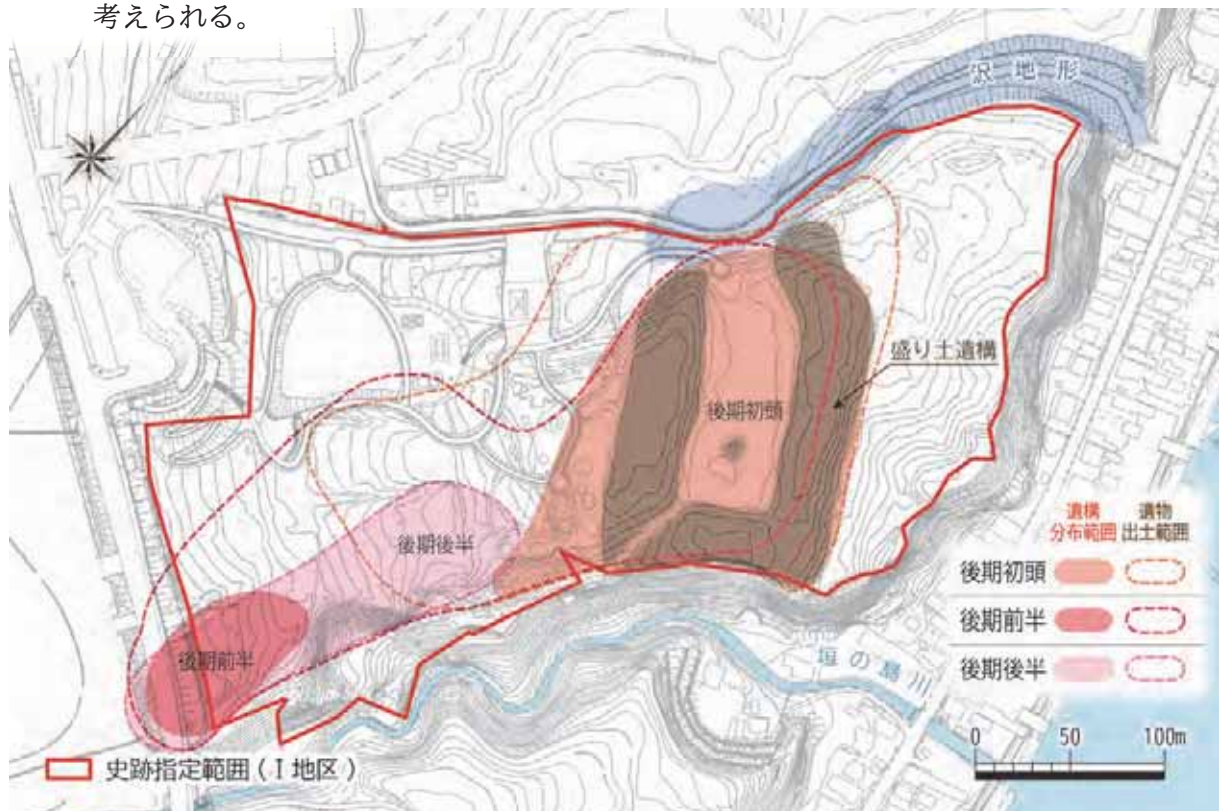 考えられる。
沢地形
盛り土遺構
後期初頭
後期後半
後期前半
垣の島川
遺構
分布範囲
遺物
出土範囲
後期初頭
後期前半
後期後半
0 50 100m
史跡指定範囲(Ⅰ地区)